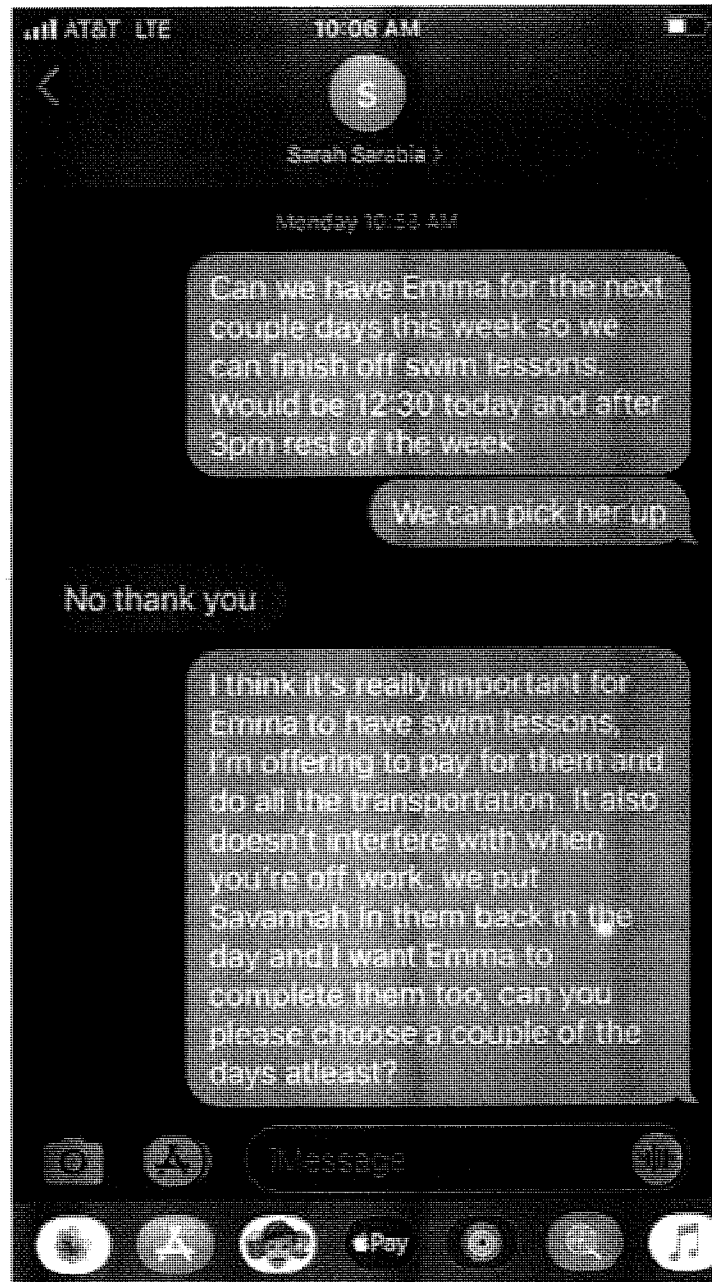 AT&T LTE 10:06 AM
S
Sarah Sarabia >
Monday 10:53 AM
Can we have Emma for the next
couple days this week so we
can finish off swim lessons.
Would be 12:30 today and after
3pm rest of the week
We can pick her up
No thank you
I think it's really important for
Emma to have swim lessons,
I'm offering to pay for them and
do all the transportation. It also
doesn't interfere with when
you're off work. we put
Savannah in them back in the
day and I want Emma to
complete them too, can you
please choose a couple of the
days atleast?
iMessage
Pay